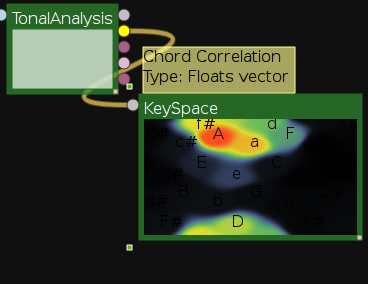 TonalAnalysis
Chord Correlation
Type: Floats vector
KeySpace
f# d
A F
c# a
E C
e
B G
d# b g
F# D A#